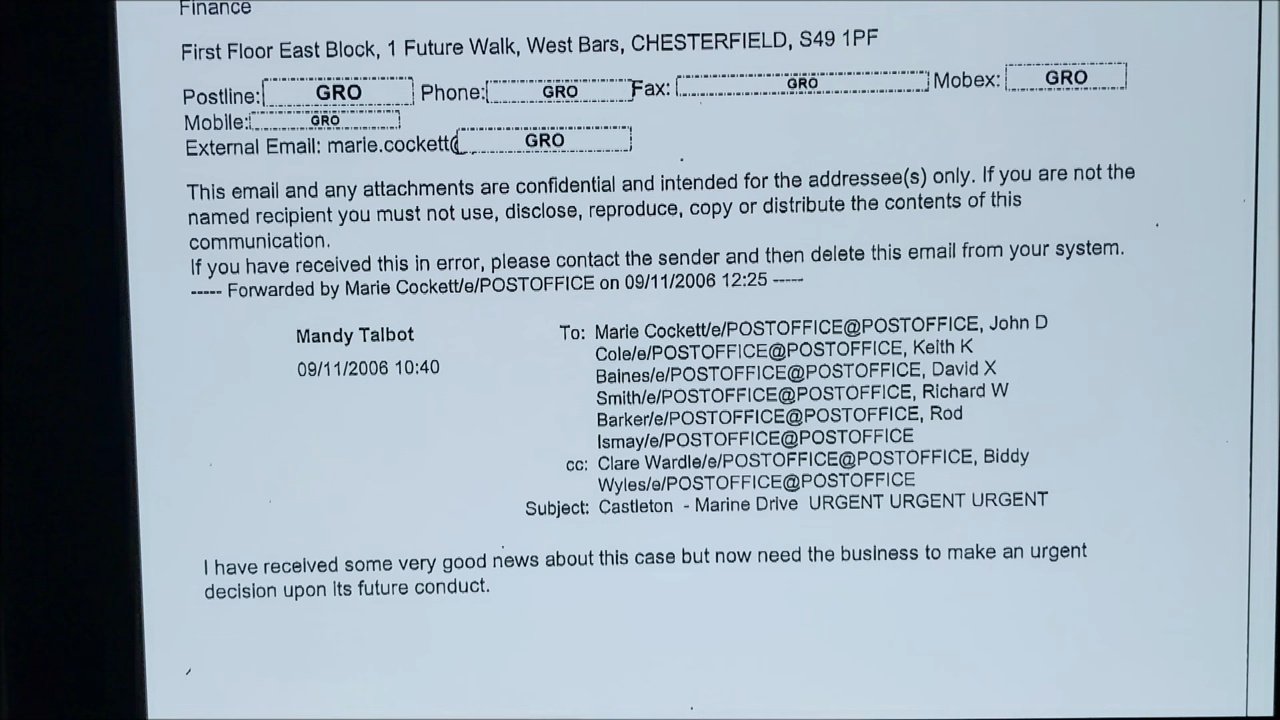 Finance
First Floor East Block, 1 Future Walk, West Bars, CHESTERFIELD, S49 1PF
Postline: GRO Phone: GRO Fax: GRO Mobex: GRO
Mobile: GRO
External Email: marie.cockett@ GRO
This email and any attachments are confidential and intended for the addressee(s) only. If you are not the
named recipient you must not use, disclose, reproduce, copy or distribute the contents of this
communication.
If you have received this in error, please contact the sender and then delete this email from your system.
----- Forwarded by Marie Cockett/e/POSTOFFICE on 09/11/2006 12:25 -----
Mandy Talbot
09/11/2006 10:40
To: Marie Cockett/e/POSTOFFICE@POSTOFFICE, John D
Cole/e/POSTOFFICE@POSTOFFICE, Keith K
Baines/e/POSTOFFICE@POSTOFFICE, David X
Smith/e/POSTOFFICE@POSTOFFICE, Richard W
Barker/e/POSTOFFICE@POSTOFFICE, Rod
Ismay/e/POSTOFFICE@POSTOFFICE
cc: Clare Wardle/e/POSTOFFICE@POSTOFFICE, Biddy
Wyles/e/POSTOFFICE@POSTOFFICE
Subject: Castleton - Marine Drive URGENT URGENT URGENT
I have received some very good news about this case but now need the business to make an urgent
decision upon its future conduct.